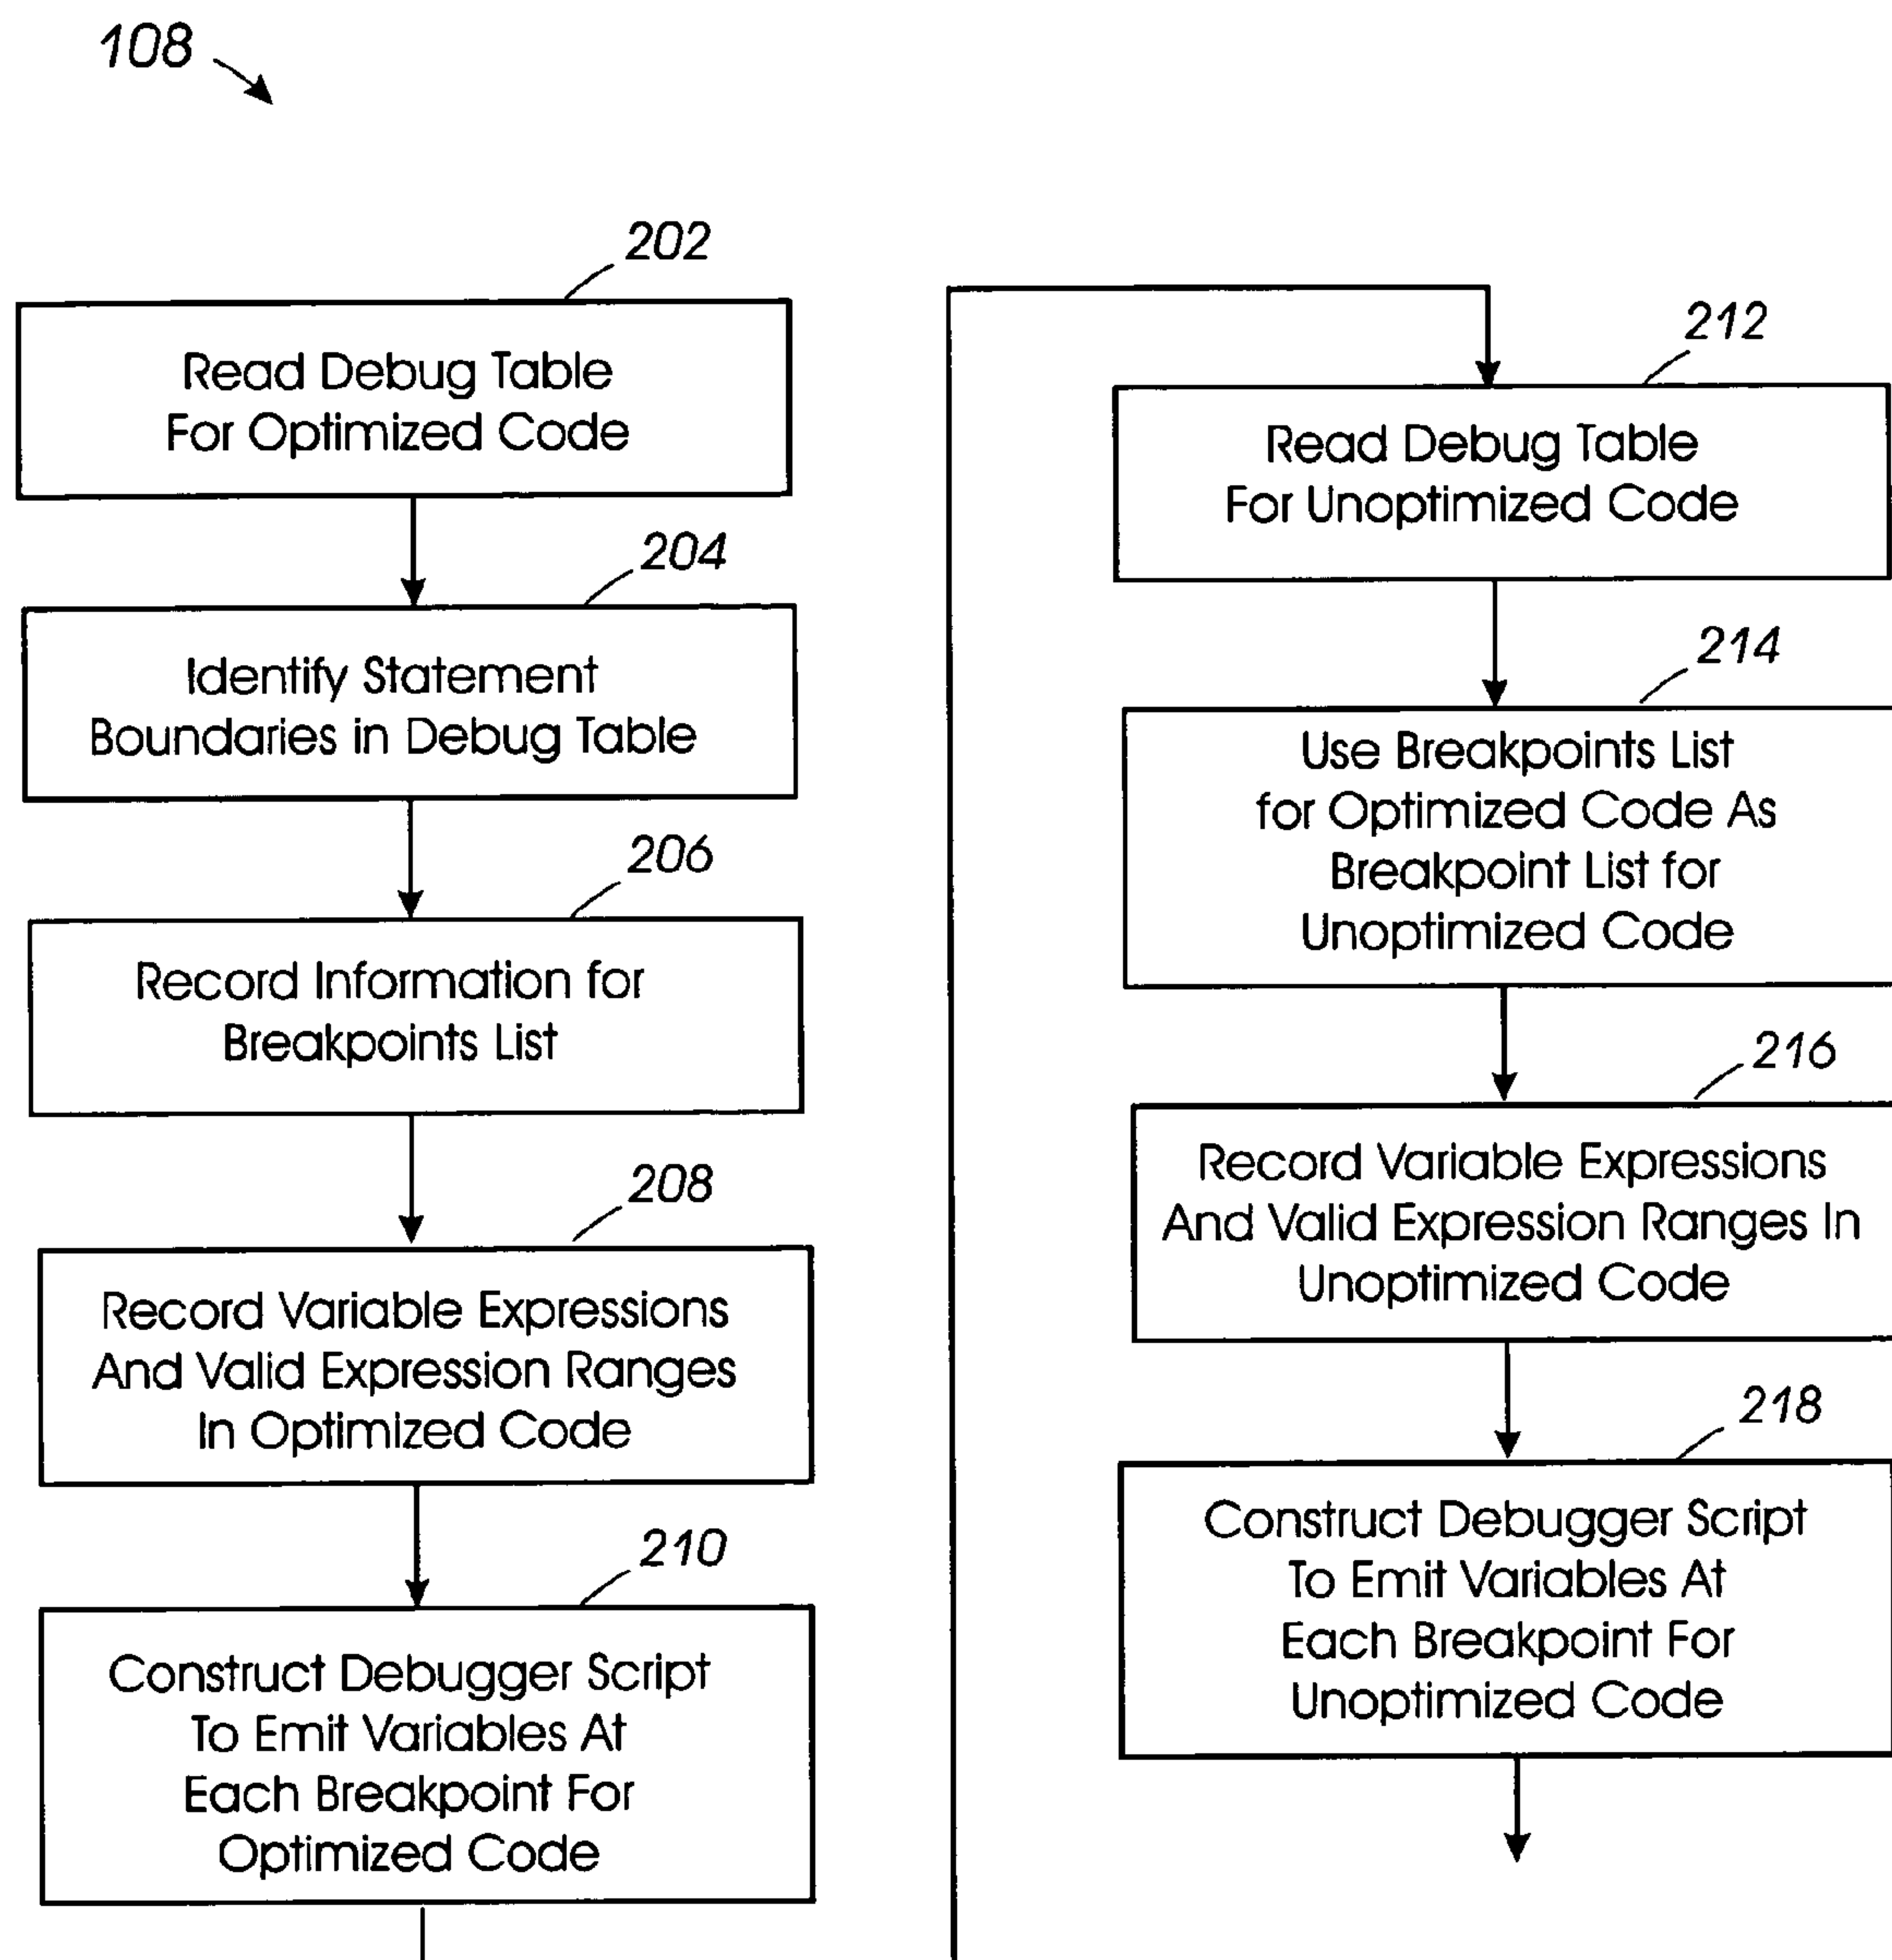 108
202
Read Debug Table
For Optimized Code
204
Identify Statement
Boundaries in Debug Table
206
Record Information for
Breakpoints List
208
Record Variable Expressions
And Valid Expression Ranges
In Optimized Code
210
Construct Debugger Script
To Emit Variables At
Each Breakpoint For
Optimized Code
212
Read Debug Table
For Unoptimized Code
214
Use Breakpoints List
for Optimized Code As
Breakpoint List for
Unoptimized Code
216
Record Variable Expressions
And Valid Expression Ranges In
Unoptimized Code
218
Construct Debugger Script
To Emit Variables At
Each Breakpoint For
Unoptimized Code